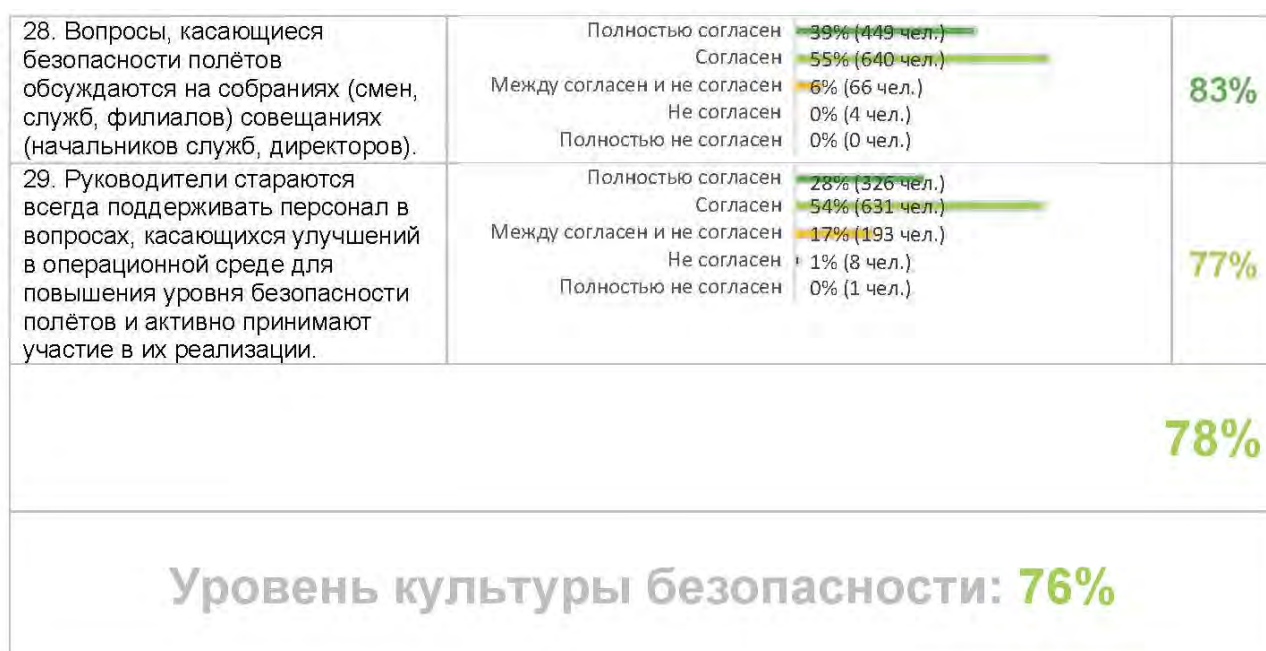 28. Вопросы, касающиеся
безопасности полётов
обсуждаются на собраниях (смен,
служб, филиалов) совещаниях
(начальников служб, директоров).
Полностью согласен 39% (449 чел.)
Согласен 55% (640 чел.)
Между согласен и не согласен 6% (66 чел.)
Не согласен 0% (4 чел.)
Полностью не согласен 0% (0 чел.)
83%
29. Руководители стараются
всегда поддерживать персонал в
вопросах, касающихся улучшений
в операционной среде для
повышения уровня безопасности
полётов и активно принимают
участие в их реализации.
Полностью согласен 28% (326 чел.)
Согласен 54% (631 чел.)
Между согласен и не согласен 17% (193 чел.)
Не согласен 1% (8 чел.)
Полностью не согласен 0% (1 чел.)
77%
78%
Уровень культуры безопасности: 76%